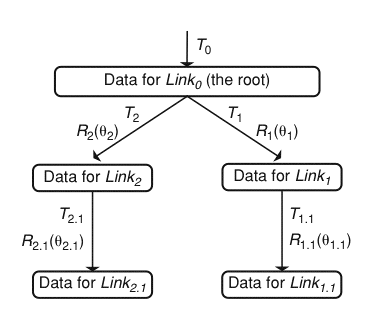 T₀
Data for Link₀ (the root)
T₂ T₁
R₂(θ₂) R₁(θ₁)
Data for Link₂ Data for Link₁
T₂.₁ T₁.₁
R₂.₁(θ₂.₁) R₁.₁(θ₁.₁)
Data for Link₂.₁ Data for Link₁.₁